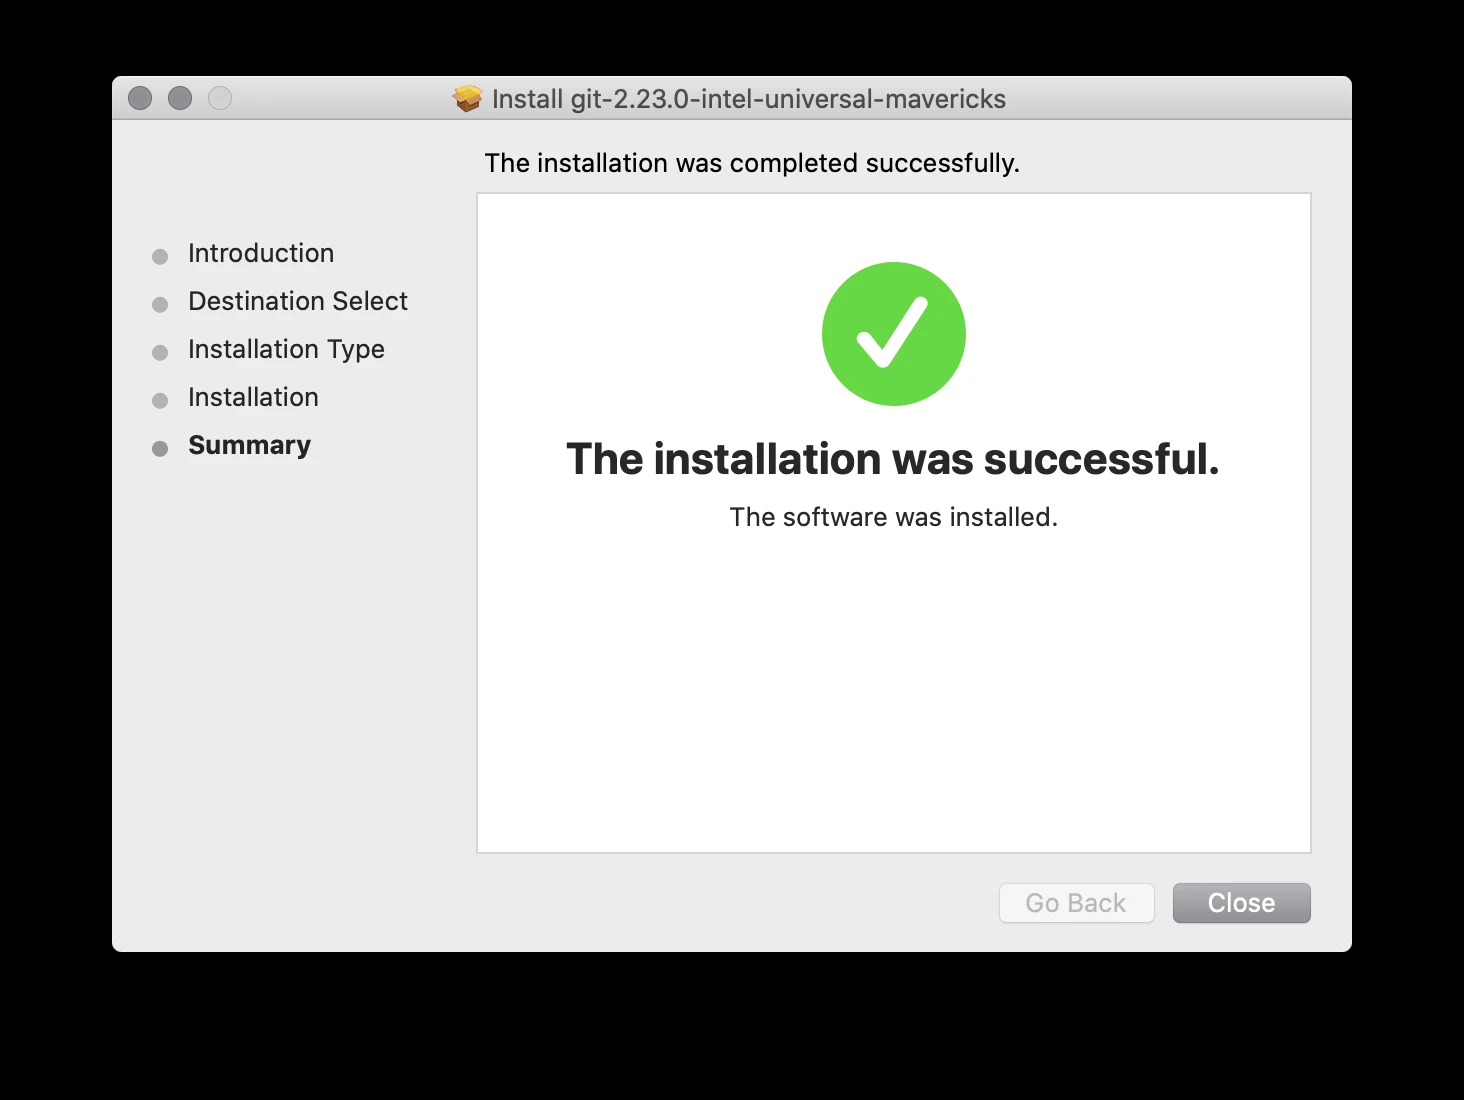 Install git-2.23.0-intel-universal-mavericks
The installation was completed successfully.
Introduction
Destination Select
Installation Type
Installation
Summary
The installation was successful.
The software was installed.
Go Back
Close